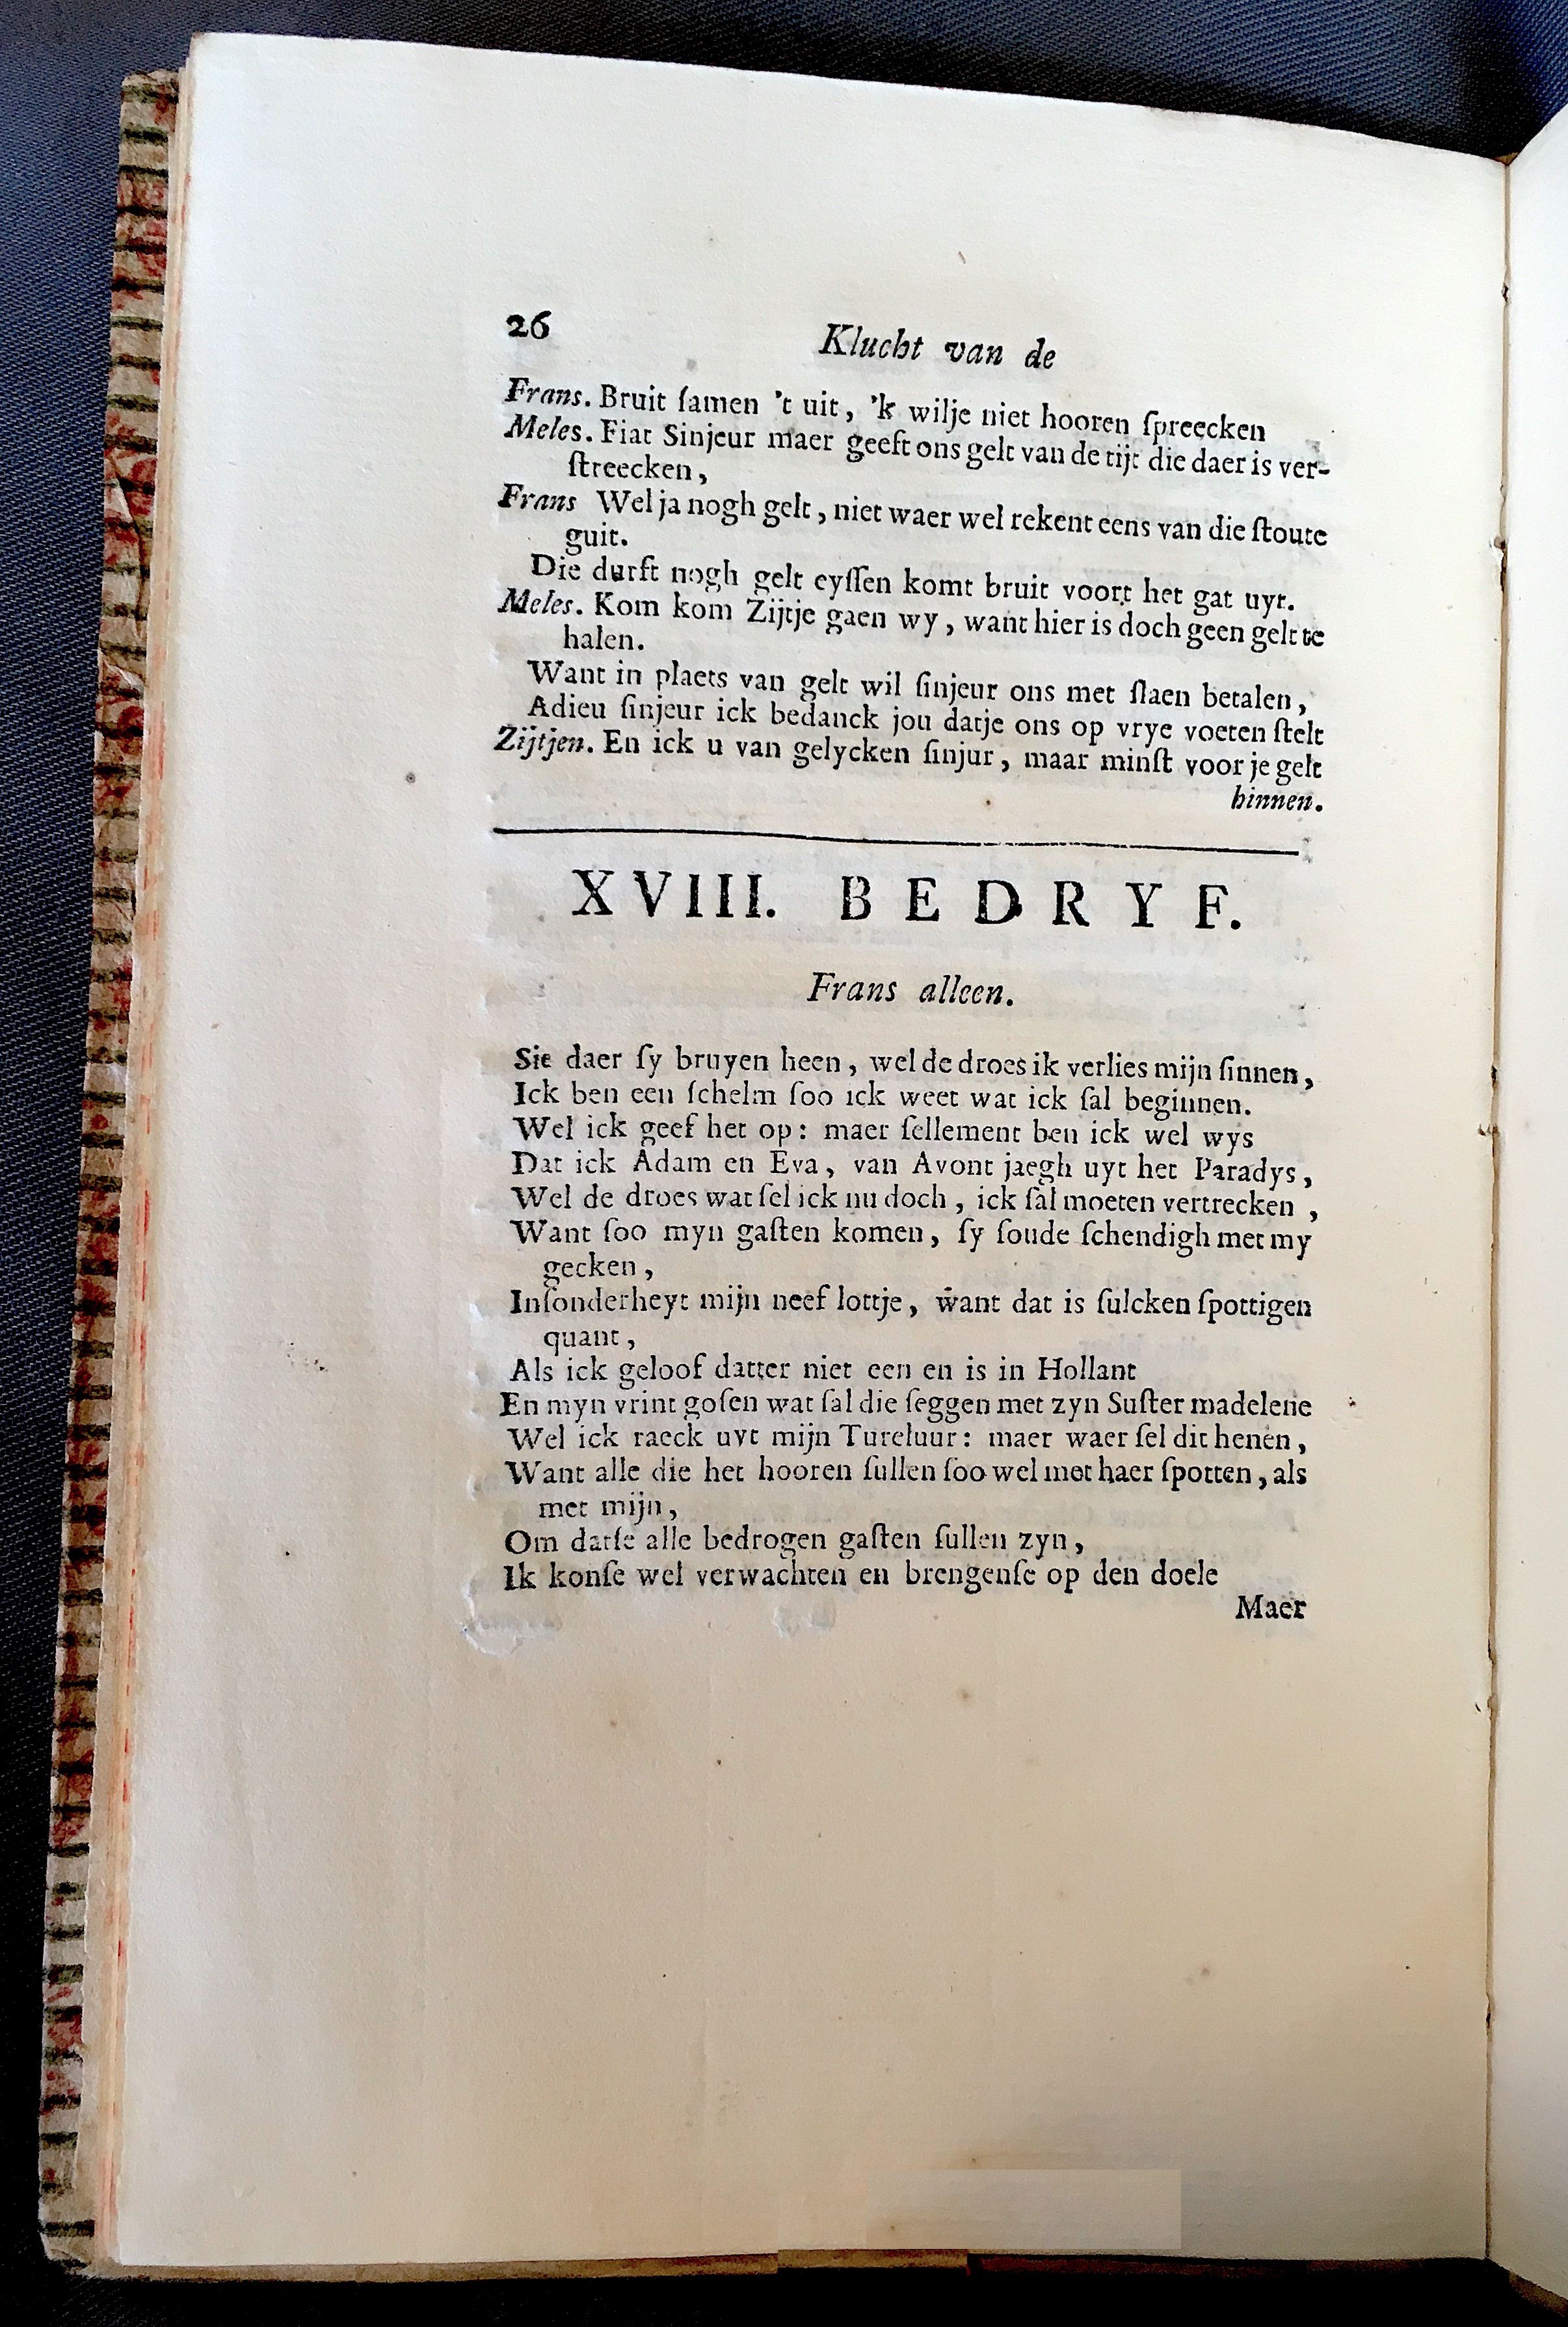 26
Klucht van de
Frans. Bruit ſamen 't uit, 'k wilje niet hooren ſpreecken
Meles. Fiat Sinjeur maer geeft ons gelt van de tijt die daer is ver-
ſtreecken,
Frans Wel ja nogh gelt, niet waer wel rekent eens van die ſtoute
guit.
Die durft nogh gelt eyſſen komt bruit voort het gat uyt.
Meles. Kom kom Zijtje gaen wy, want hier is doch geen gelt te
halen.
Want in plaets van gelt wil ſinjeur ons met ſlaen betalen,
Adieu ſinjeur ick bedanck jou datje ons op vrye voeten ſtelt
Zijtjen. En ick u van gelycken ſinjur, maar minſt voor je gelt
binnen.
XVIII. BEDRYF.
Frans alleen.
Sie daer ſy bruyen heen, wel de droes ik verlies mijn ſinnen,
Ick ben een ſchelm ſoo ick weet wat ick ſal beginnen.
Wel ick geef het op: maer ſellement ben ick wel wys
Dat ick Adam en Eva, van Avont jaegh uyt het Paradys,
Wel de droes wat ſel ick nu doch, ick ſal moeten vertrecken,
Want ſoo myn gaſten komen, ſy ſoude ſchendigh met my
gecken,
Inſonderheyt mijn neef lottje, want dat is ſulcken ſpottigen
quant,
Als ick geloof datter niet een en is in Hollant
En myn vrint goſen wat ſal die ſeggen met zyn Suſter madelene
Wel ick raeck uyt mijn Tureluur: maer waer ſel dit henen,
Want alle die het hooren ſullen ſoo wel met haer ſpotten, als
met mijn,
Om datſe alle bedrogen gaſten ſullen zyn,
Ik konſe wel verwachten en brengenſe op den doele
Maer